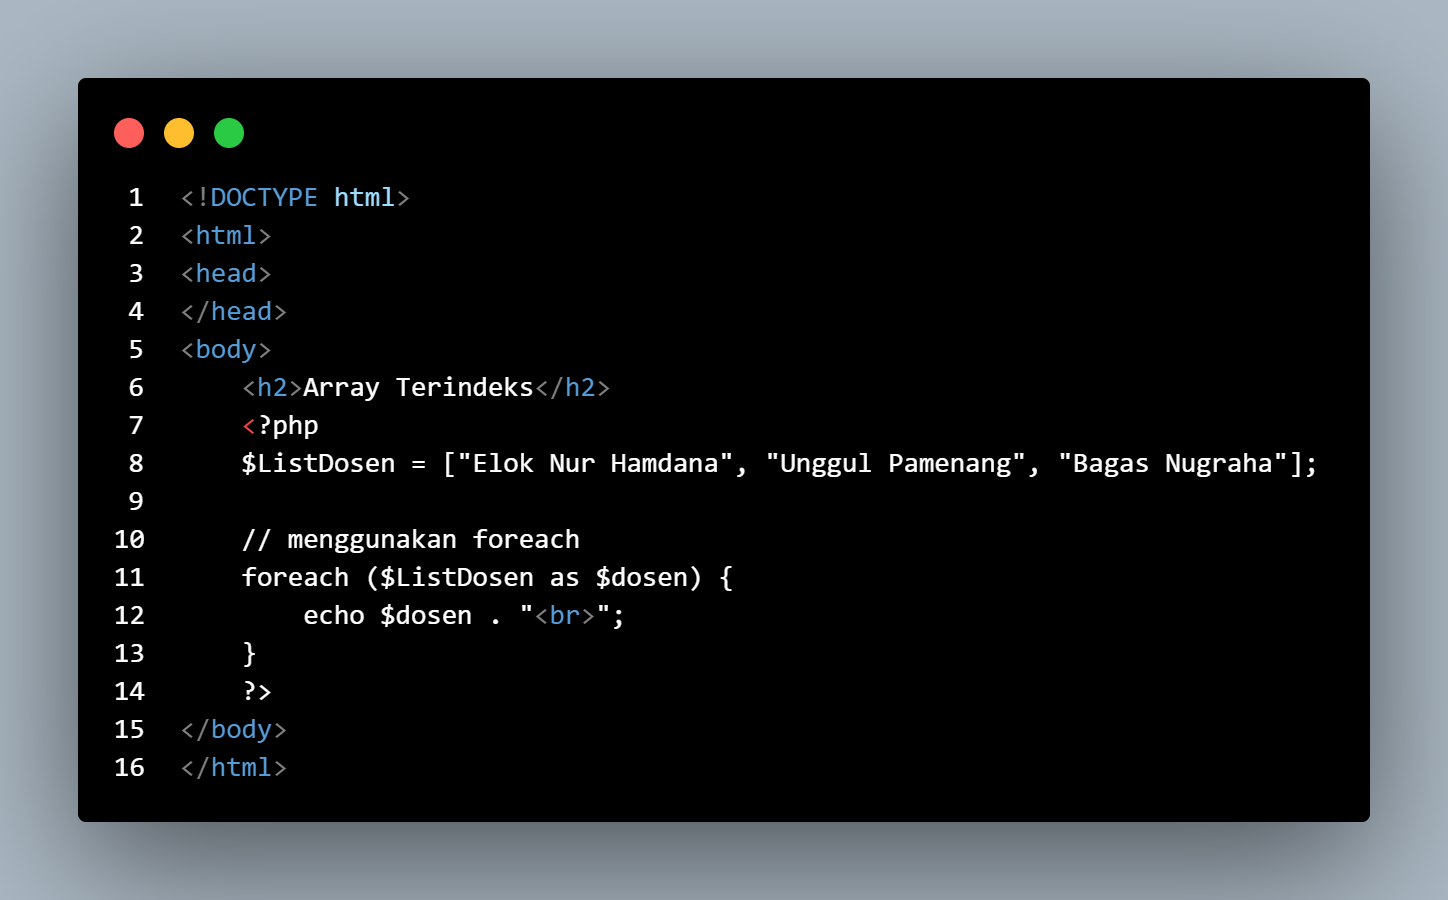 1 <!DOCTYPE html>
2 <html>
3 <head>
4 </head>
5 <body>
6     <h2>Array Terindeks</h2>
7     <?php
8     $ListDosen = ["Elok Nur Hamdana", "Unggul Pamenang", "Bagas Nugraha"];
9
10     // menggunakan foreach
11     foreach ($ListDosen as $dosen) {
12         echo $dosen . "<br>";
13     }
14     ?>
15 </body>
16 </html>